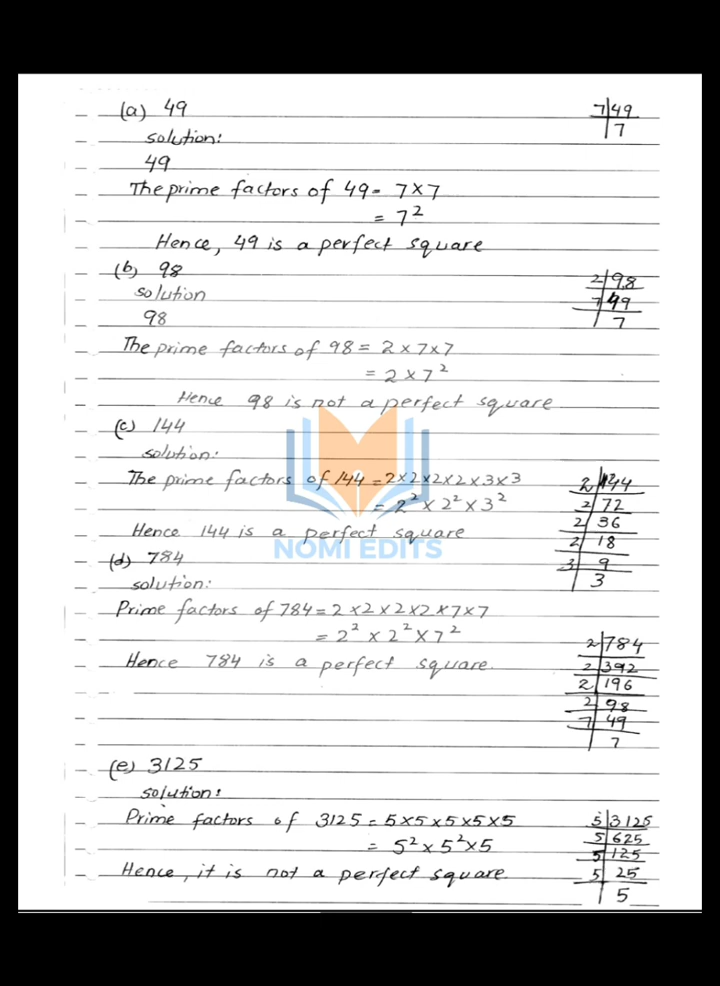 (a) 49
7 49
7
solution:
49
The prime factors of 49 = 7×7
= 7²
Hence, 49 is a perfect square
(b) 98
2 98
7 49
7
solution
98
The prime factors of 98 = 2×7×7
= 2×7²
Hence 98 is not a perfect square
(c) 144
solution:
The prime factors of 144 = 2×2×2×2×3×3
= 2²×2²×3²
Hence 144 is a perfect square
2 144
2 72
2 36
2 18
3 9
3
NOMI EDITS
(d) 784
solution:
Prime factors of 784 = 2×2×2×2×7×7
= 2²×2²×7²
Hence 784 is a perfect square.
2 784
2 392
2 196
2 98
7 49
7
(e) 3125
solution:
Prime factors of 3125 = 5×5×5×5×5
= 5²×5²×5
Hence, it is not a perfect square.
5 3125
5 625
5 125
5 25
5